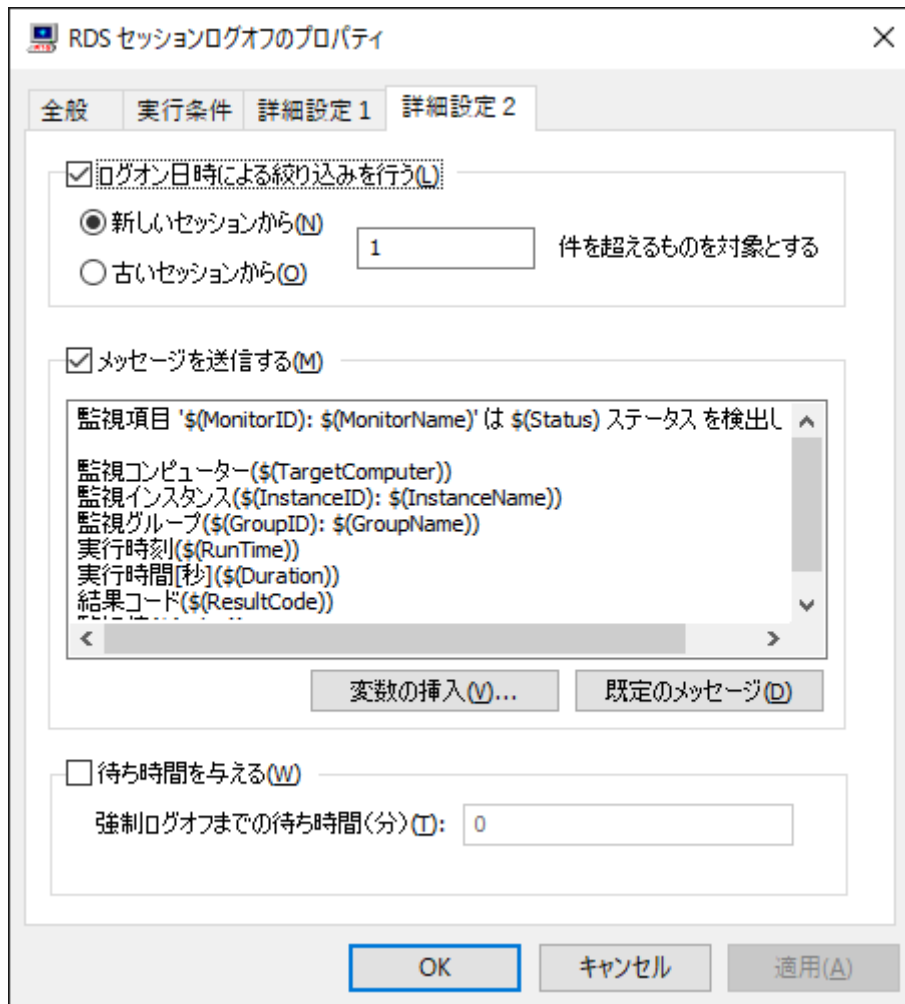 RDS セッションログオフのプロパティ
全般 実行条件 詳細設定 1 詳細設定 2
ログオン日時による絞り込みを行う(L)
新しいセッションから(N)
1 件を超えるものを対象とする
古いセッションから(O)
メッセージを送信する(M)
監視項目 '$(MonitorID): $(MonitorName)' は $(Status) ステータス を検出し
監視コンピューター($(TargetComputer))
監視インスタンス($(InstanceID): $(InstanceName))
監視グループ($(GroupID): $(GroupName))
実行時刻($(RunTime))
実行時間[秒]($(Duration))
結果コード($(ResultCode))
変数の挿入(V)... 既定のメッセージ(D)
待ち時間を与える(W)
強制ログオフまでの待ち時間(分)(T): 0
OK キャンセル 適用(A)